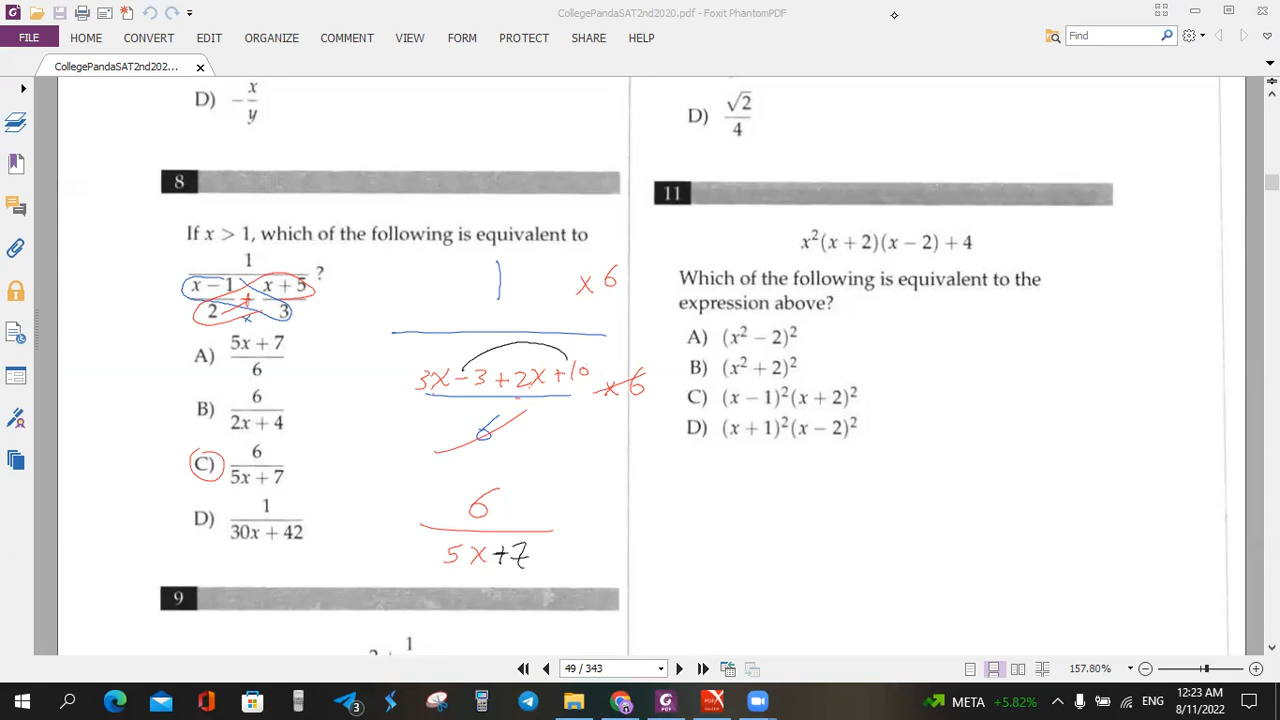 CollegePandaSAT2nd2020.pdf - Foxit PhantomPDF
FILE HOME CONVERT EDIT ORGANIZE COMMENT VIEW FORM PROTECT SHARE HELP Find
CollegePandaSAT2nd202...
D) -x/y
8
If x > 1, which of the following is equivalent to
1/((x-1)/2 + (x+5)/3) ?
A) (5x + 7)/6
B) 6/(2x + 4)
C) 6/(5x + 7)
D) 1/(30x + 42)
1 × 6
3x - 3 + 2x + 10 × 6
6
6
5x + 7
9
1
D) √2/4
11
x²(x + 2)(x − 2) + 4
Which of the following is equivalent to the
expression above?
A) (x² − 2)²
B) (x² + 2)²
C) (x − 1)²(x + 2)²
D) (x + 1)²(x − 2)²
49 / 343
157.80%
3
META +5.82%
ENG
12:23 AM
8/11/2022